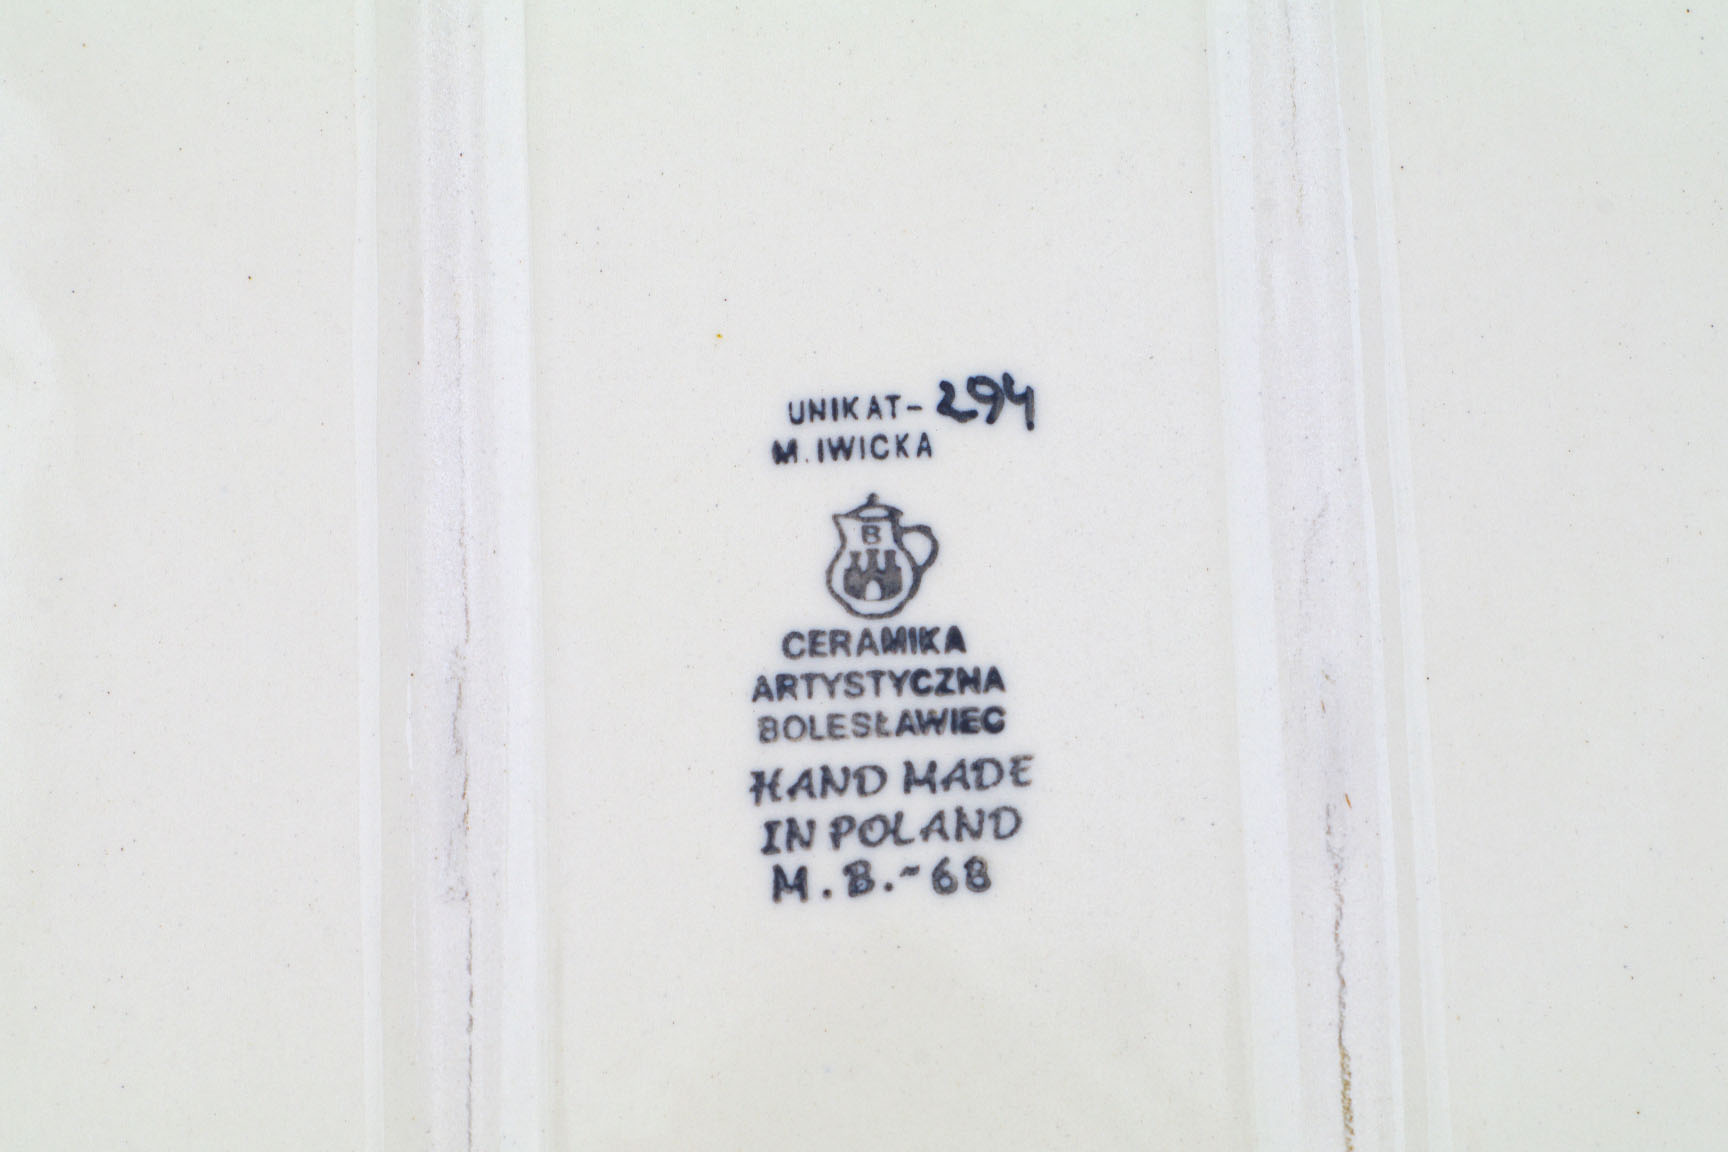 UNIKAT-294
M. IWICKA
B
CERAMIKA
ARTYSTYCZNA
BOLESŁAWIEC
HAND MADE
IN POLAND
M.B.-68